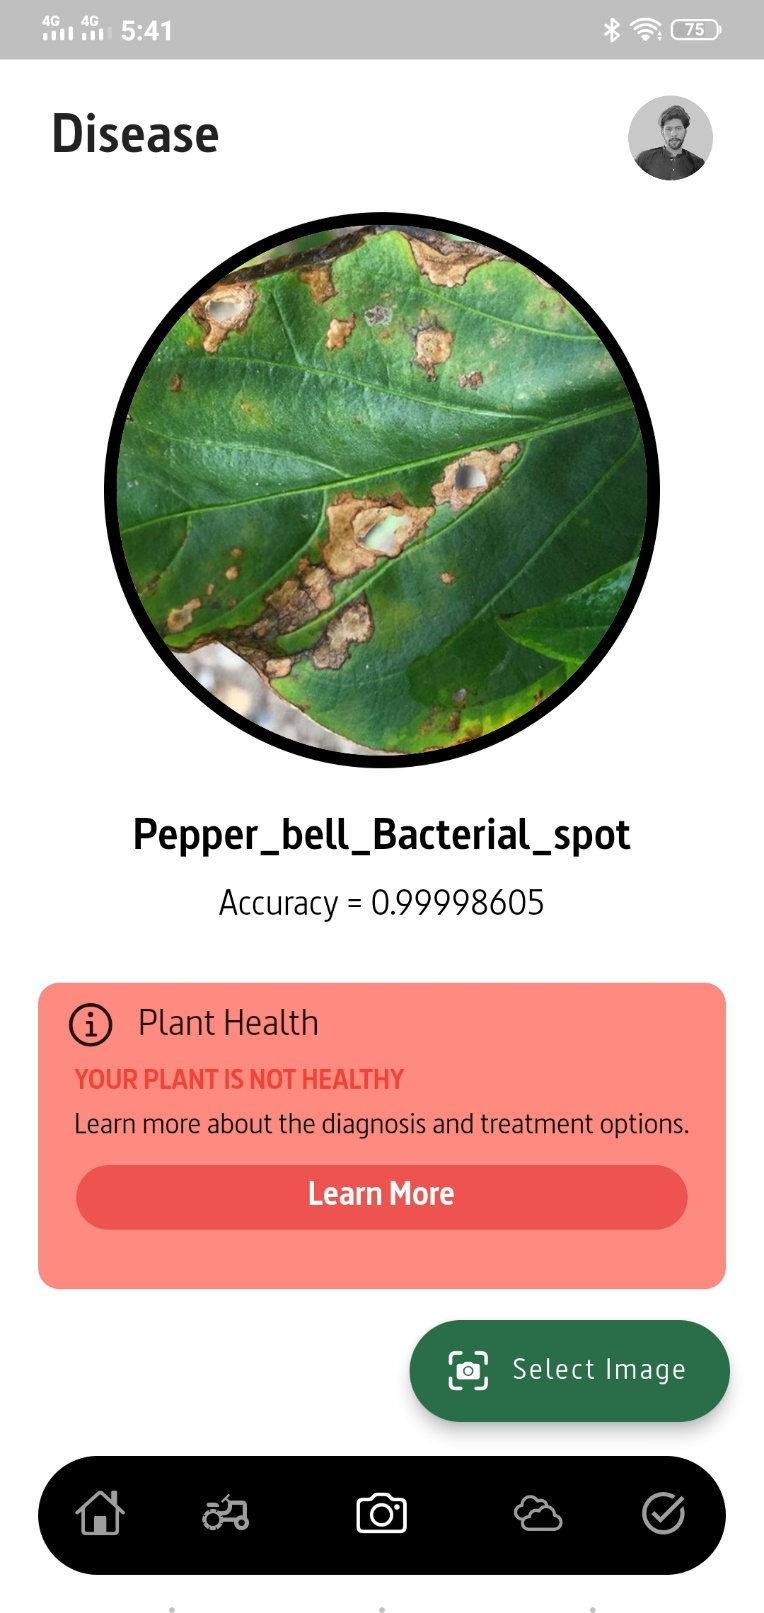 4G 4G 5:41 75
Disease
Pepper_bell_Bacterial_spot
Accuracy = 0.99998605
Plant Health
YOUR PLANT IS NOT HEALTHY
Learn more about the diagnosis and treatment options.
Learn More
Select Image